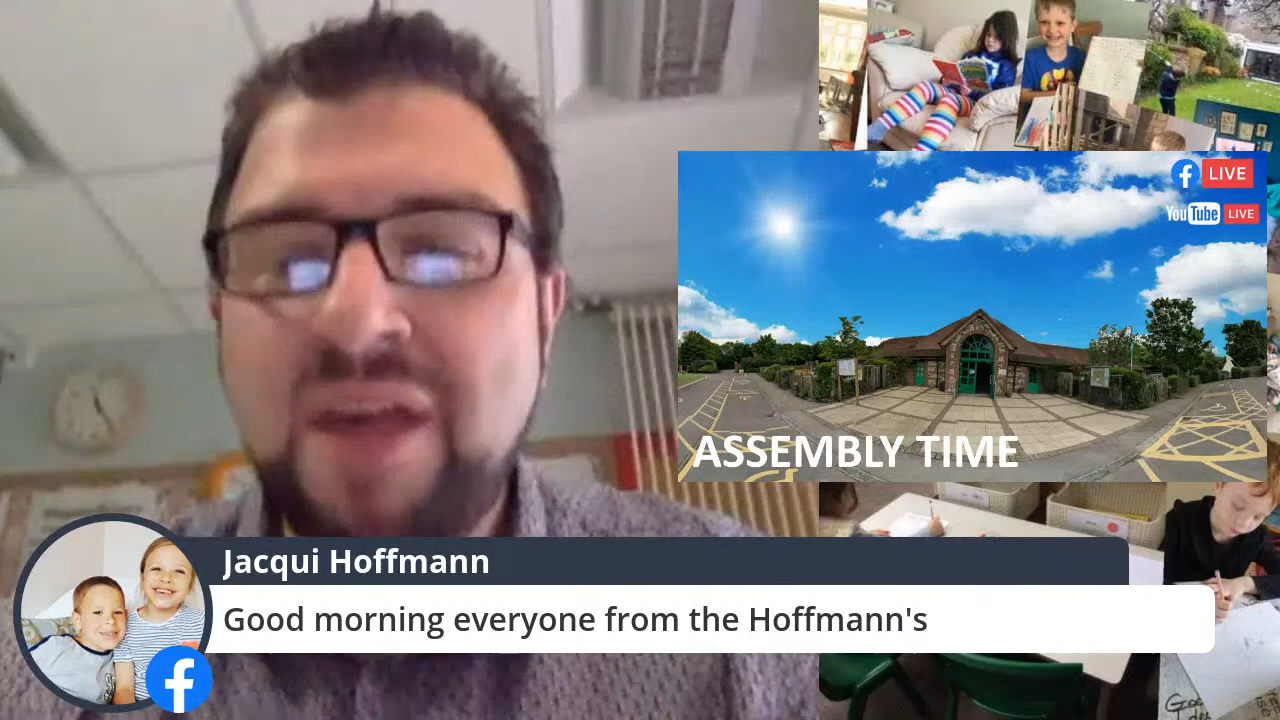 LIVE
YouTube LIVE
ASSEMBLY TIME
Jacqui Hoffmann
Good morning everyone from the Hoffmann's